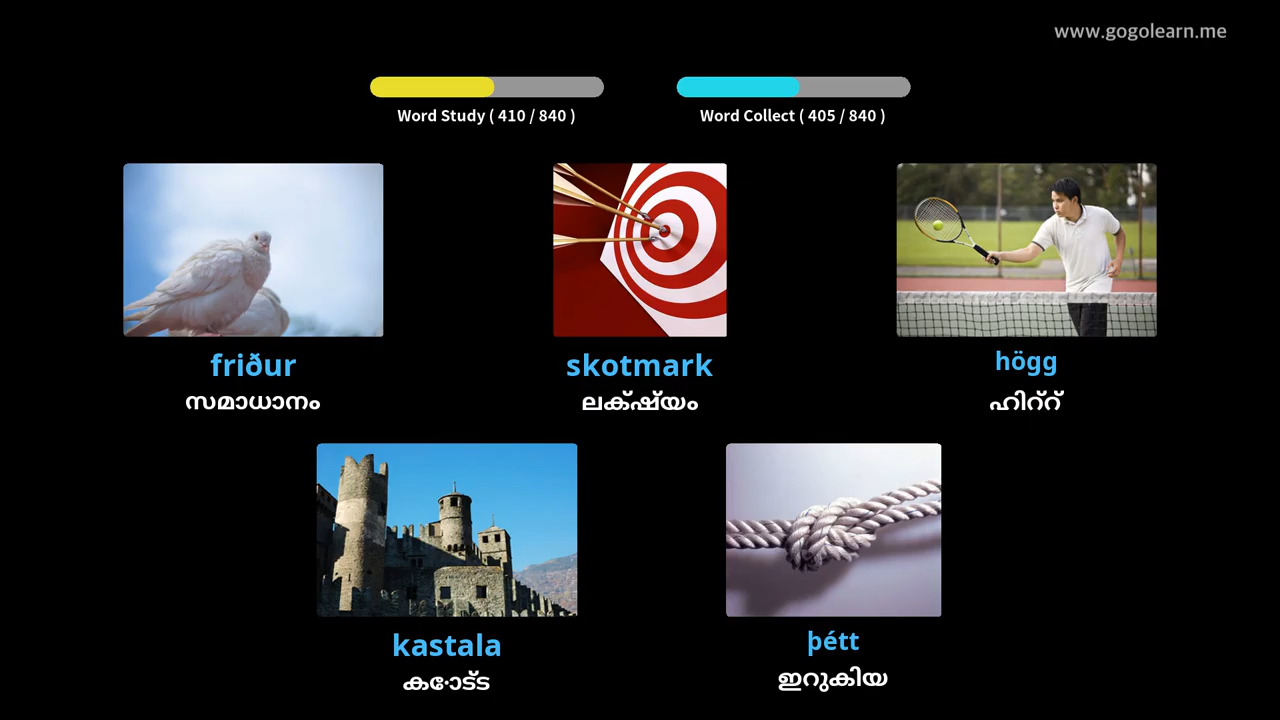 www.gogolearn.me
Word Study ( 410 / 840 )
Word Collect ( 405 / 840 )
friður
സമാധാനം
skotmark
ലക്ഷ്യം
högg
ഹിറ്റ്
kastala
കോട്ട
þétt
ഇറുകിയ